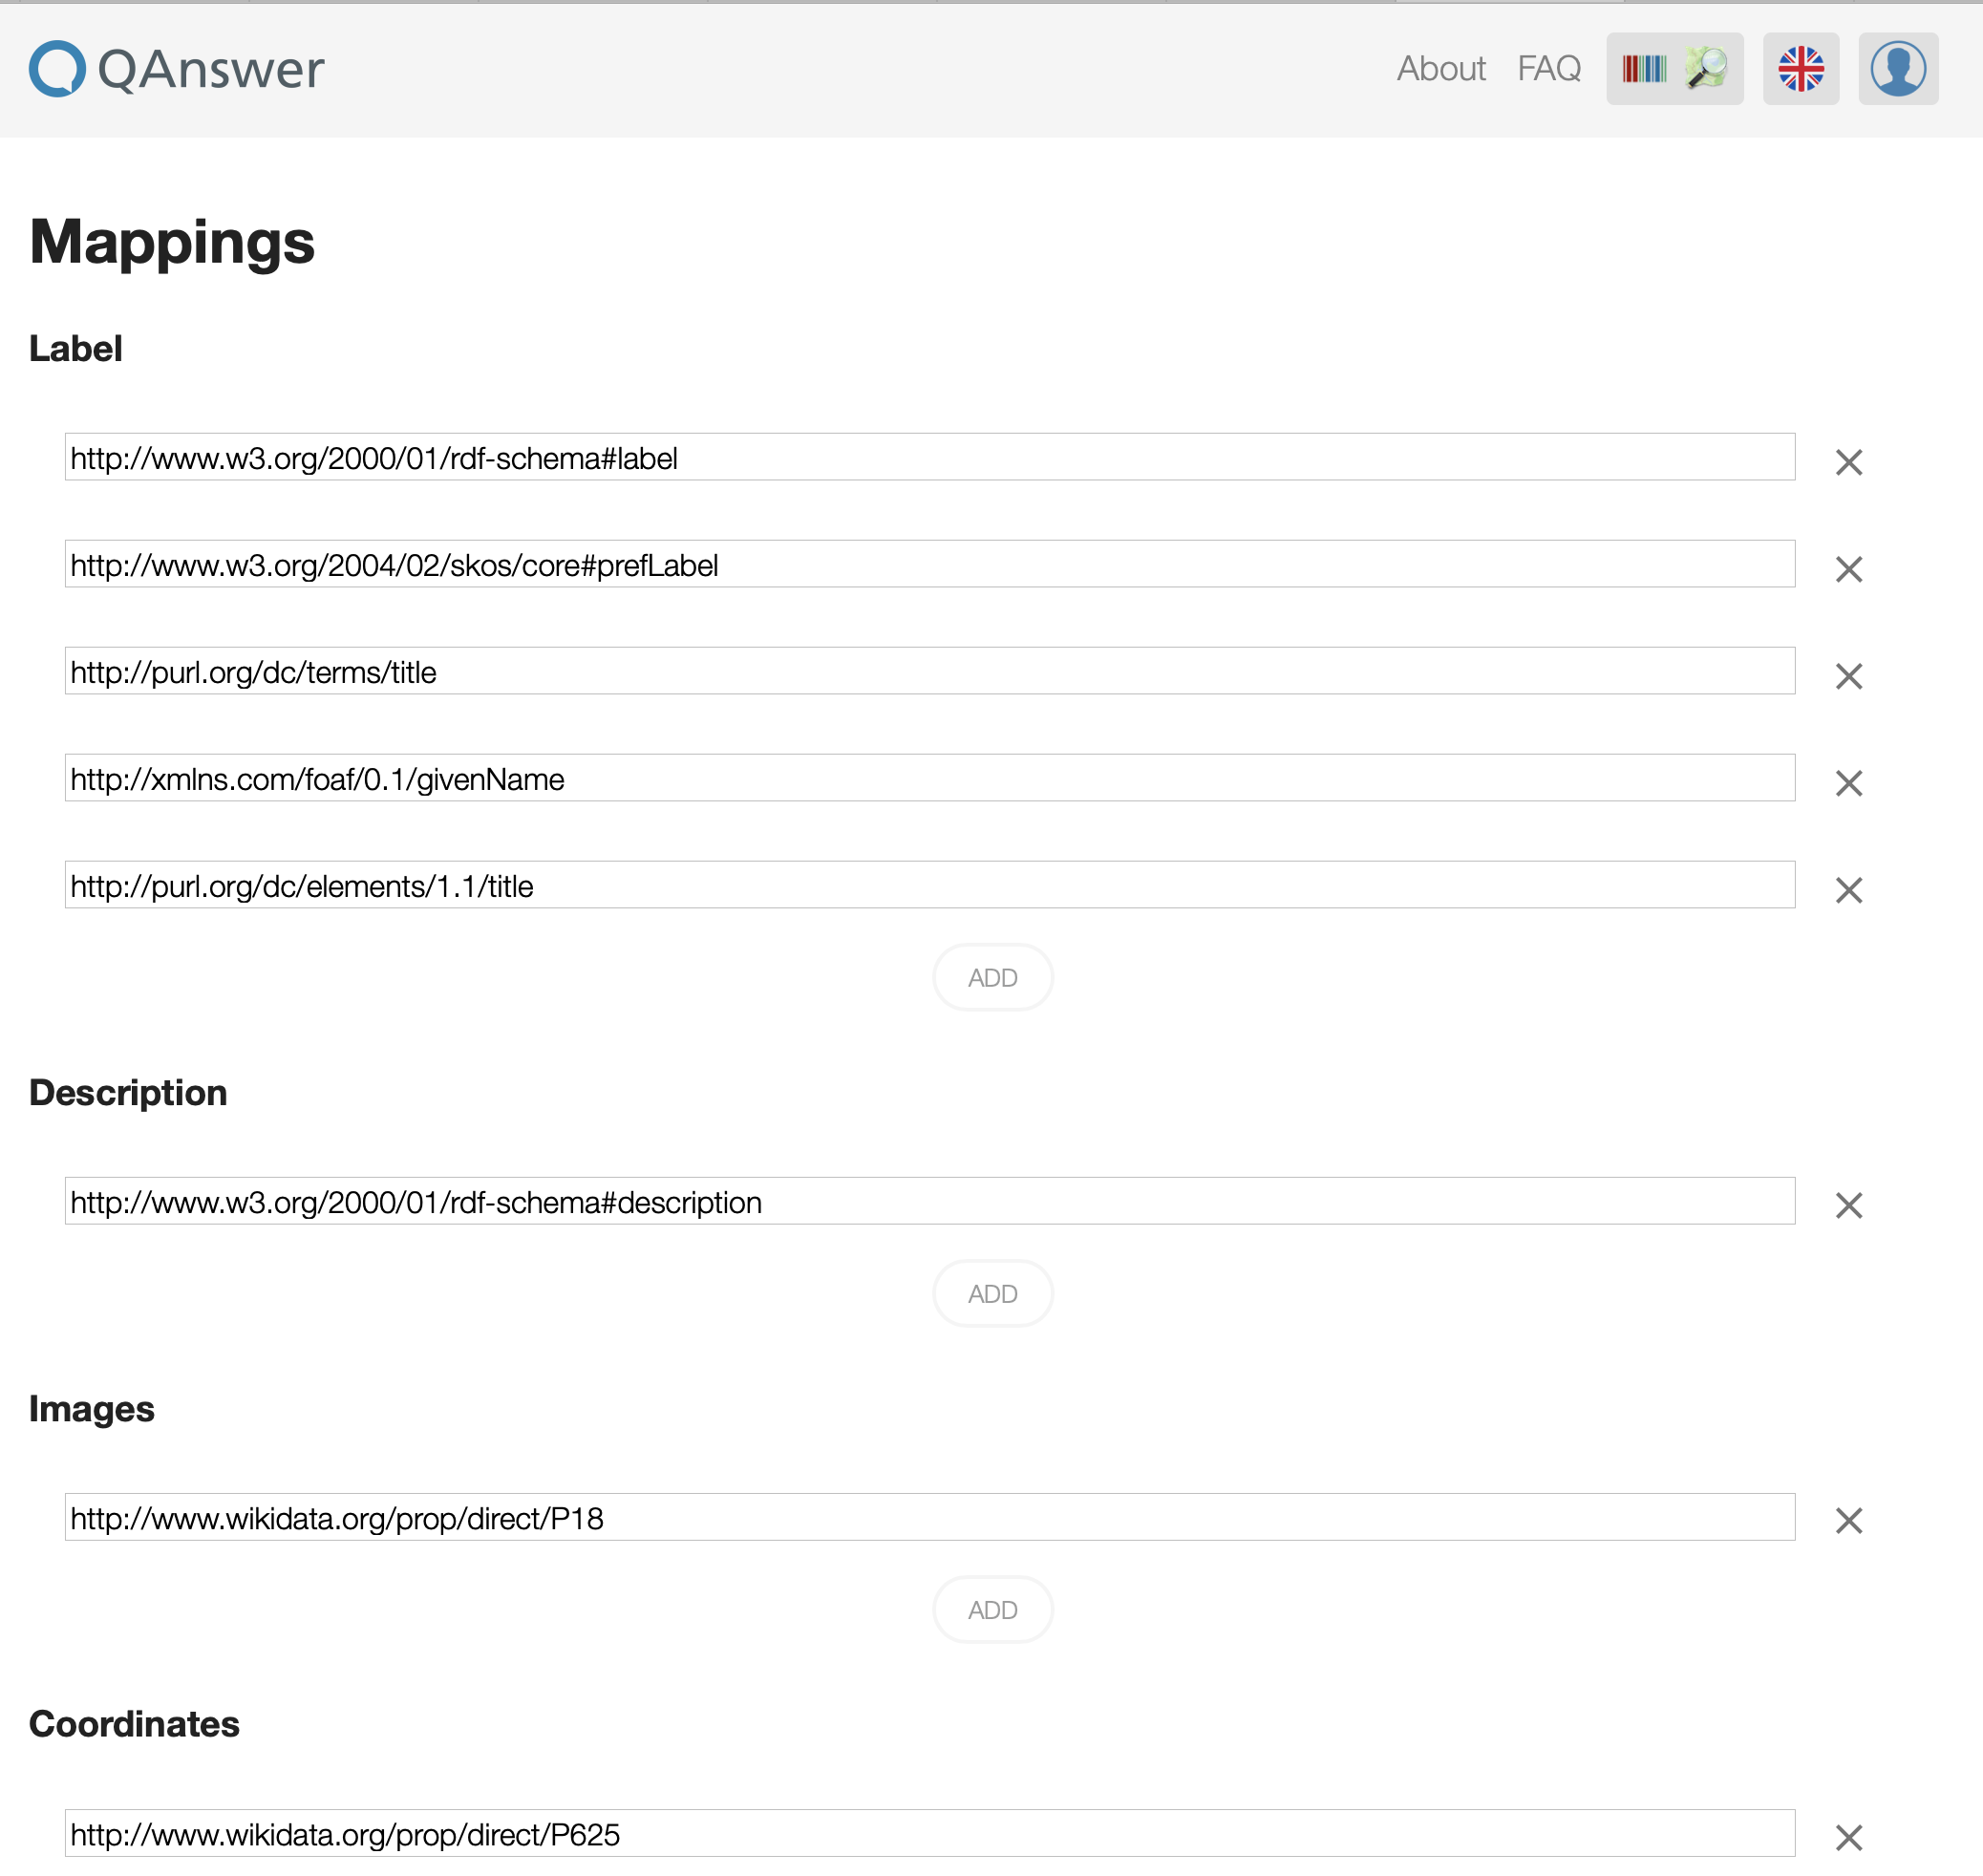 QAnswer
About FAQ
Mappings
Label
http://www.w3.org/2000/01/rdf-schema#label
http://www.w3.org/2004/02/skos/core#prefLabel
http://purl.org/dc/terms/title
http://xmlns.com/foaf/0.1/givenName
http://purl.org/dc/elements/1.1/title
ADD
Description
http://www.w3.org/2000/01/rdf-schema#description
ADD
Images
http://www.wikidata.org/prop/direct/P18
ADD
Coordinates
http://www.wikidata.org/prop/direct/P625